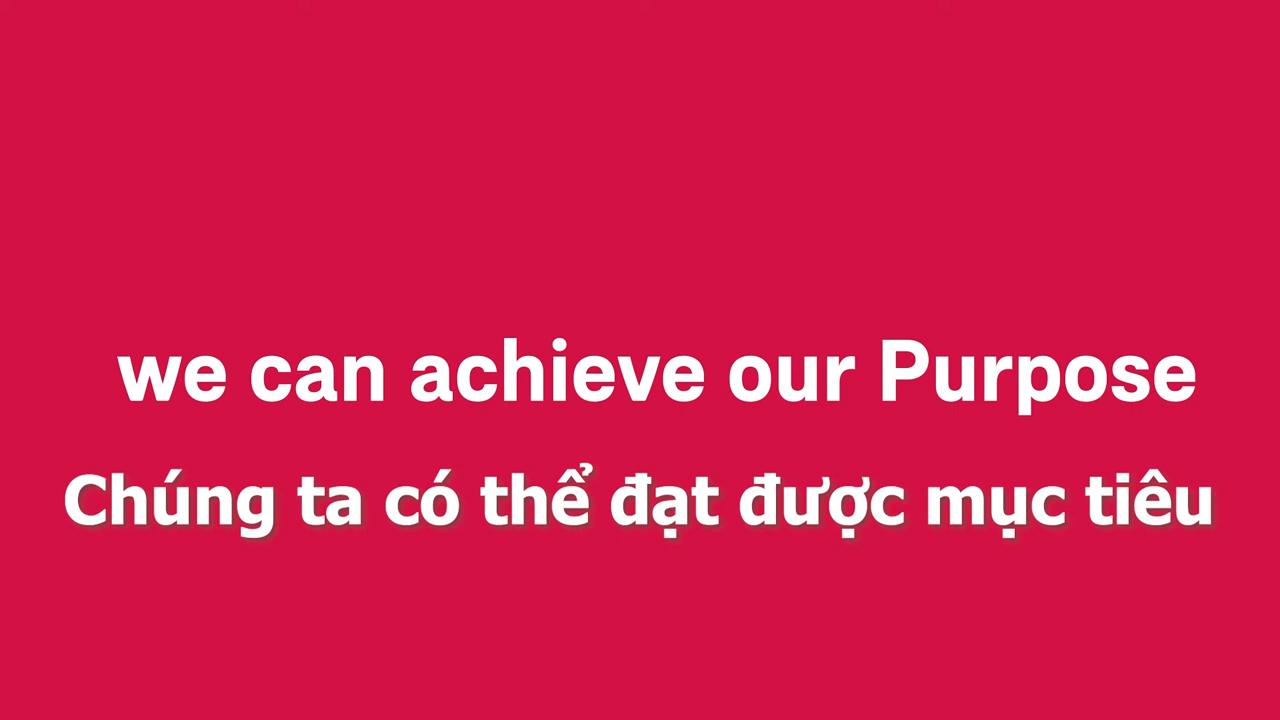 we can achieve our Purpose
Chúng ta có thể đạt được mục tiêu